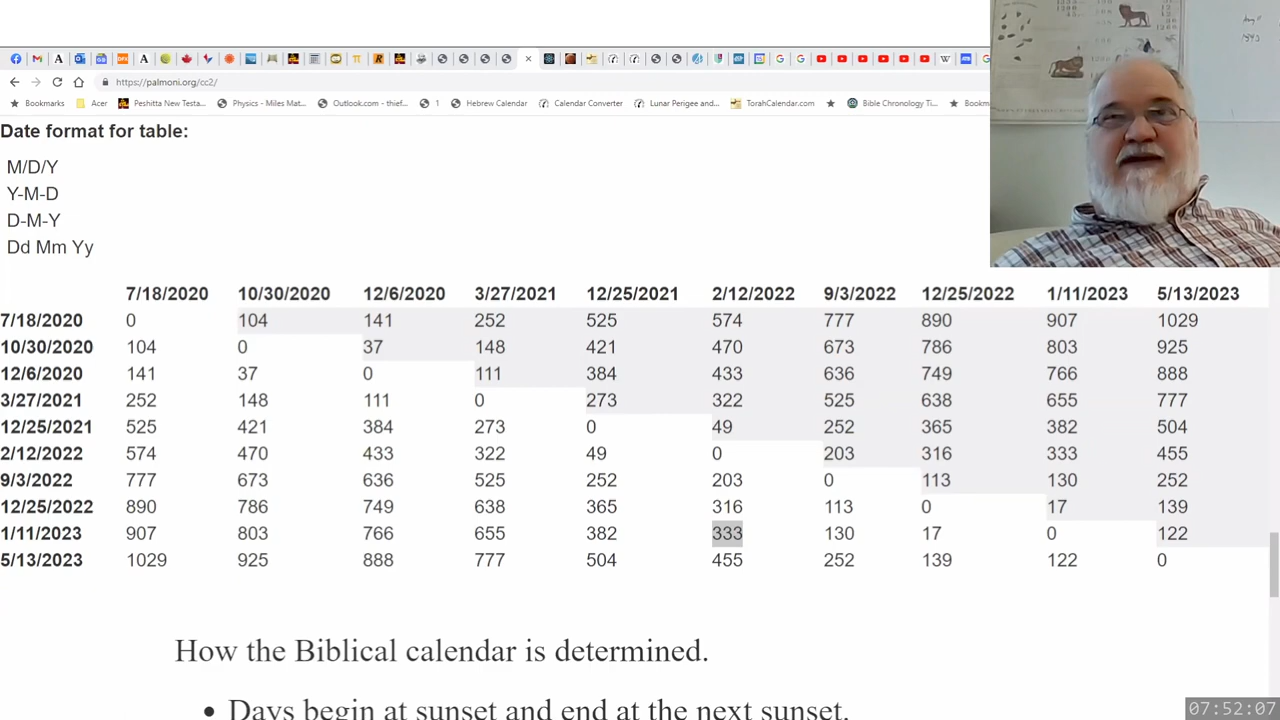 https://palmoni.org/cc2/
Bookmarks Acer Peshitta New Testa... Physics - Miles Mat... Outlook.com - thief... 1 Hebrew Calendar Calendar Converter Lunar Perigee and... TorahCalendar.com Bible Chronology Ti... Bookm
Date format for table:
M/D/Y
Y-M-D
D-M-Y
Dd Mm Yy
7/18/2020 10/30/2020 12/6/2020 3/27/2021 12/25/2021 2/12/2022 9/3/2022 12/25/2022 1/11/2023 5/13/2023
7/18/2020 0 104 141 252 525 574 777 890 907 1029
10/30/2020 104 0 37 148 421 470 673 786 803 925
12/6/2020 141 37 0 111 384 433 636 749 766 888
3/27/2021 252 148 111 0 273 322 525 638 655 777
12/25/2021 525 421 384 273 0 49 252 365 382 504
2/12/2022 574 470 433 322 49 0 203 316 333 455
9/3/2022 777 673 636 525 252 203 0 113 130 252
12/25/2022 890 786 749 638 365 316 113 0 17 139
1/11/2023 907 803 766 655 382 333 130 17 0 122
5/13/2023 1029 925 888 777 504 455 252 139 122 0
How the Biblical calendar is determined.
• Days begin at sunset and end at the next sunset.
07:52:07